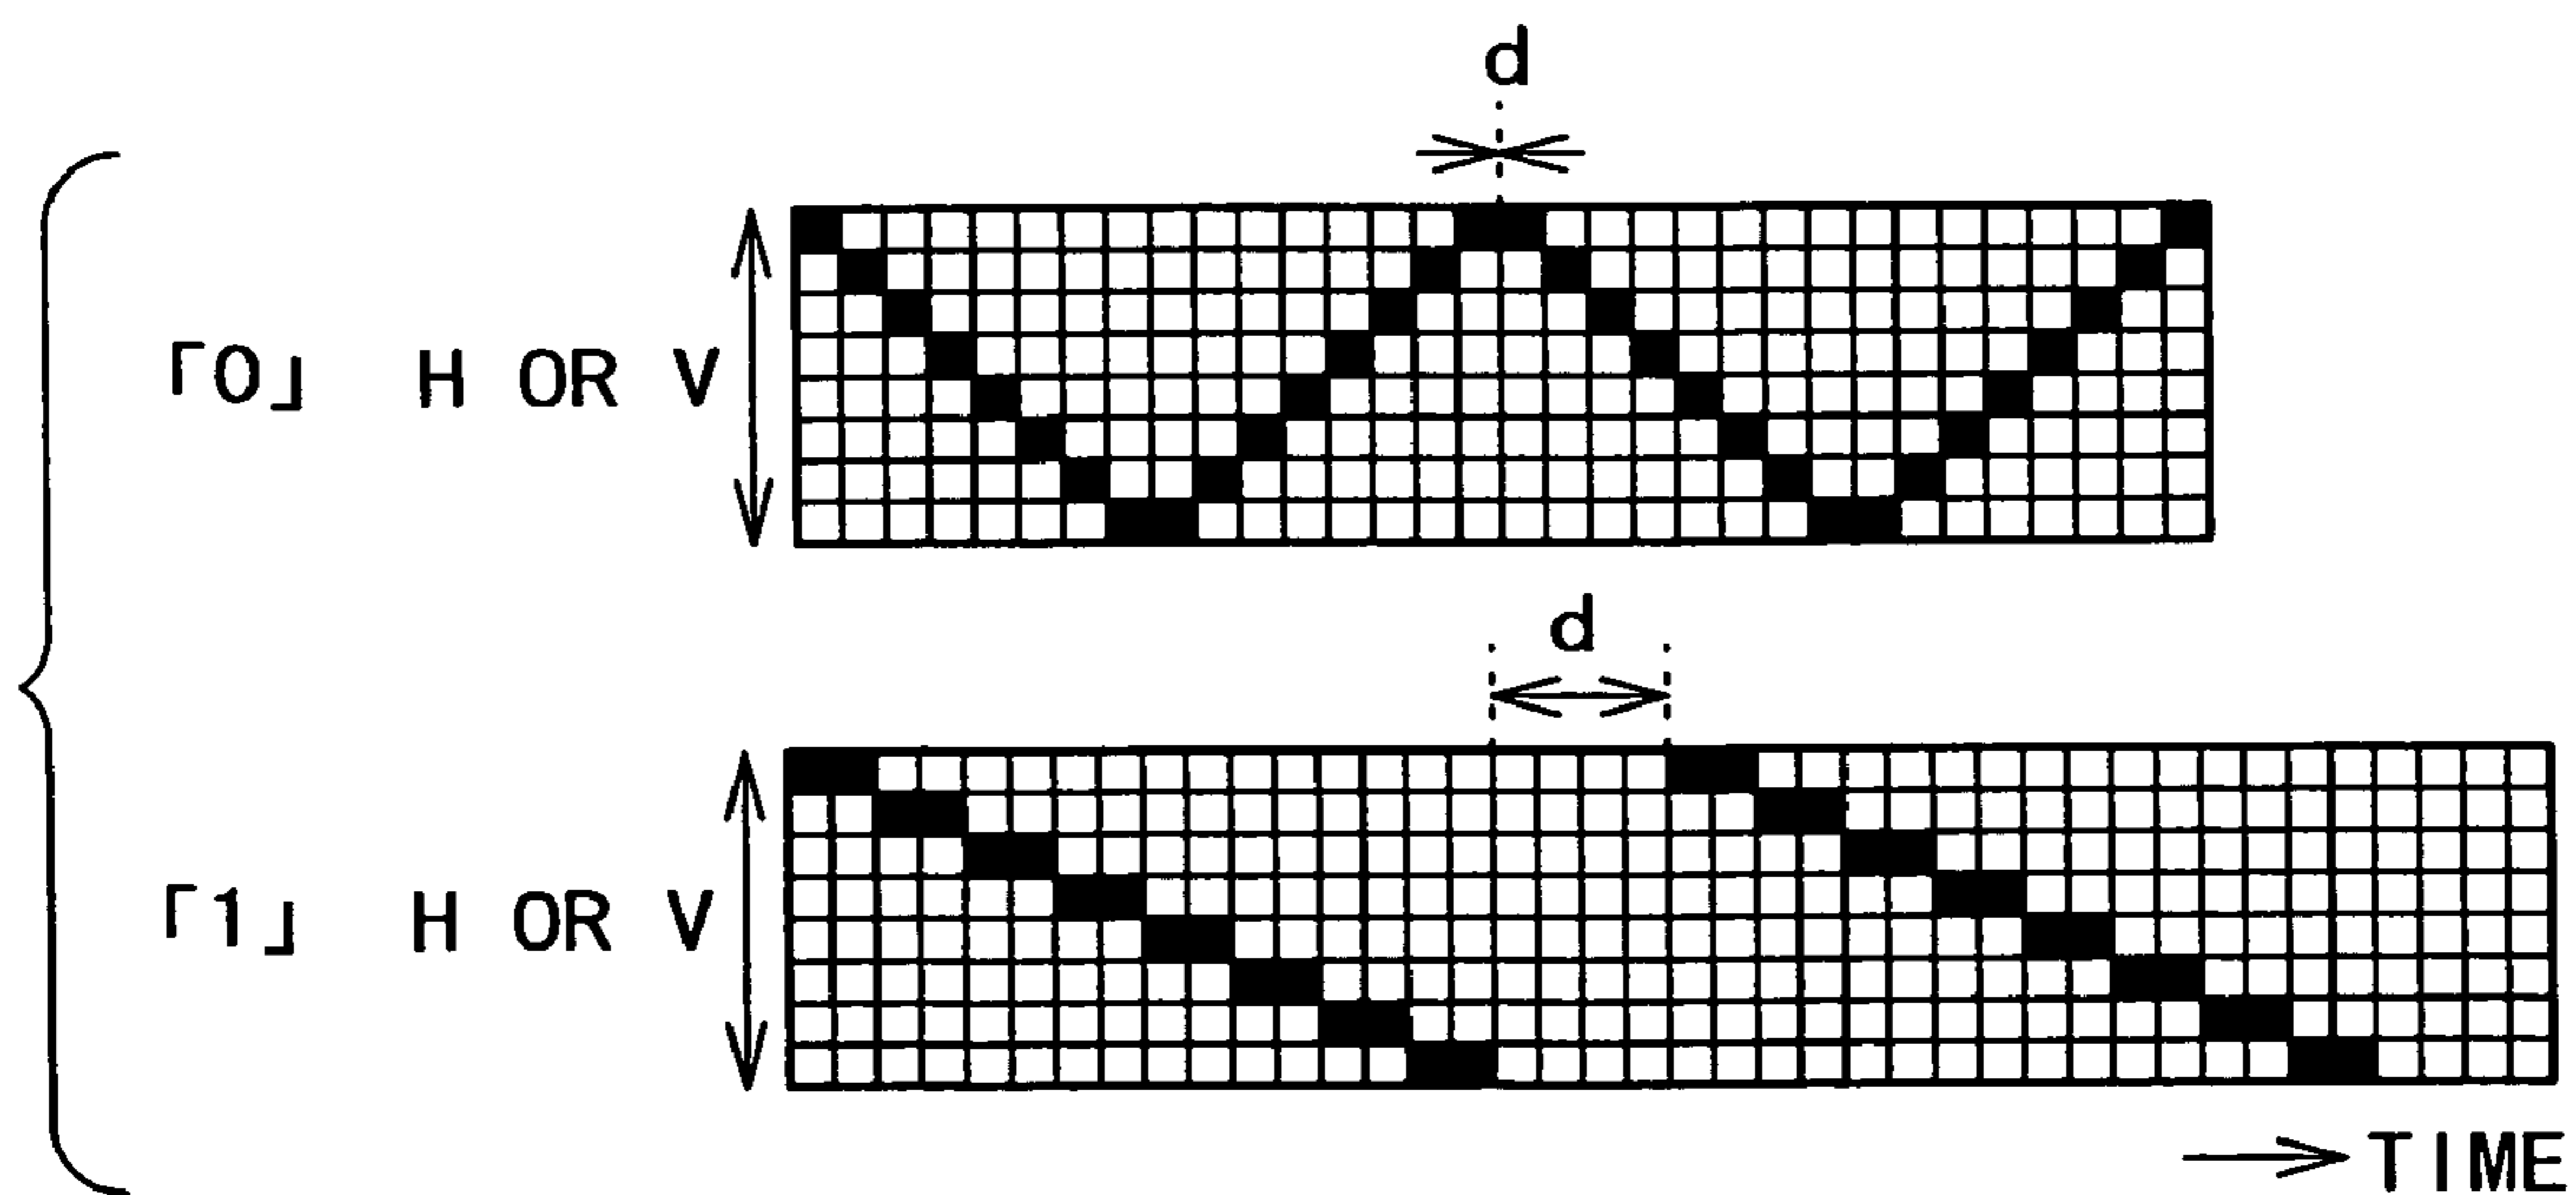 d
「0」 H OR V
d
「1」 H OR V
TIME